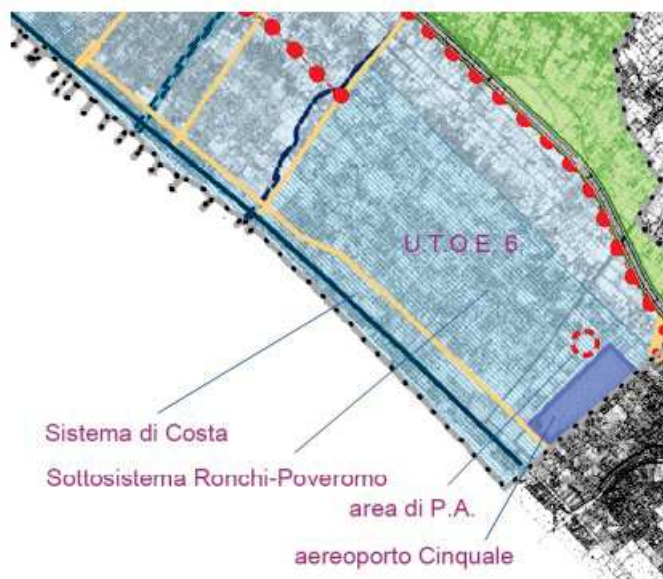 U.T.O.E. 6
Sistema di Costa
Sottosistema Ronchi-Poveromo
area di P.A.
aereoporto Cinquale